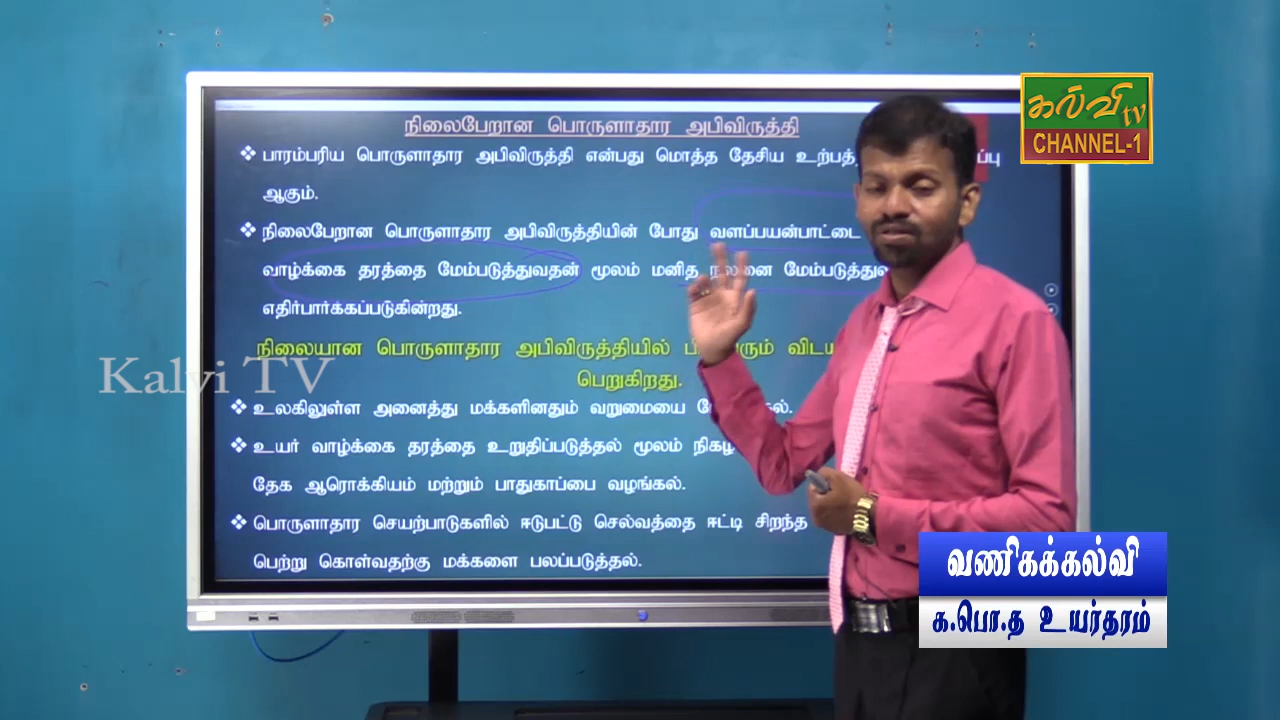 நிலைபேறான பொருளாதார அபிவிருத்தி
❖ பாரம்பரிய பொருளாதார அபிவிருத்தி என்பது மொத்த தேசிய
ஆகும்.
❖ நிலைபேறான பொருளாதார அபிவிருத்தியின் போது வளப்பயன்பாட்டை
வாழ்க்கை தரத்தை மேம்படுத்துவதன் மூலம் மனித நலனை
எதிர்பார்க்கப்படுகின்றது.
நிலையான பொருளாதார அபிவிருத்தியில்
பெறுகிறது.
❖ உலகிலுள்ள அனைத்து மக்களினதும் வறுமையை
❖ உயர் வாழ்க்கை தரத்தை உறுதிப்படுத்தல் மூலம்
தேக ஆரொக்கியம் மற்றும் பாதுகாப்பை வழங்கல்.
❖ பொருளாதார செயற்பாடுகளில் ஈடுபட்டு செல்வத்தை ஈட்டி சிறந்த
பெற்று கொள்வதற்கு மக்களை பலப்படுத்தல்.
கல்வி TV
CHANNEL-1
Kalvi TV
வணிகக்கல்வி
க.பொ.த உயர்தரம்